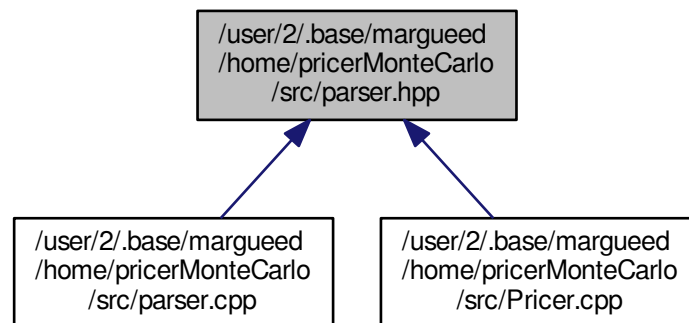 /user/2/.base/margueed
/home/pricerMonteCarlo
/src/parser.hpp
/user/2/.base/margueed
/home/pricerMonteCarlo
/src/parser.cpp
/user/2/.base/margueed
/home/pricerMonteCarlo
/src/Pricer.cpp